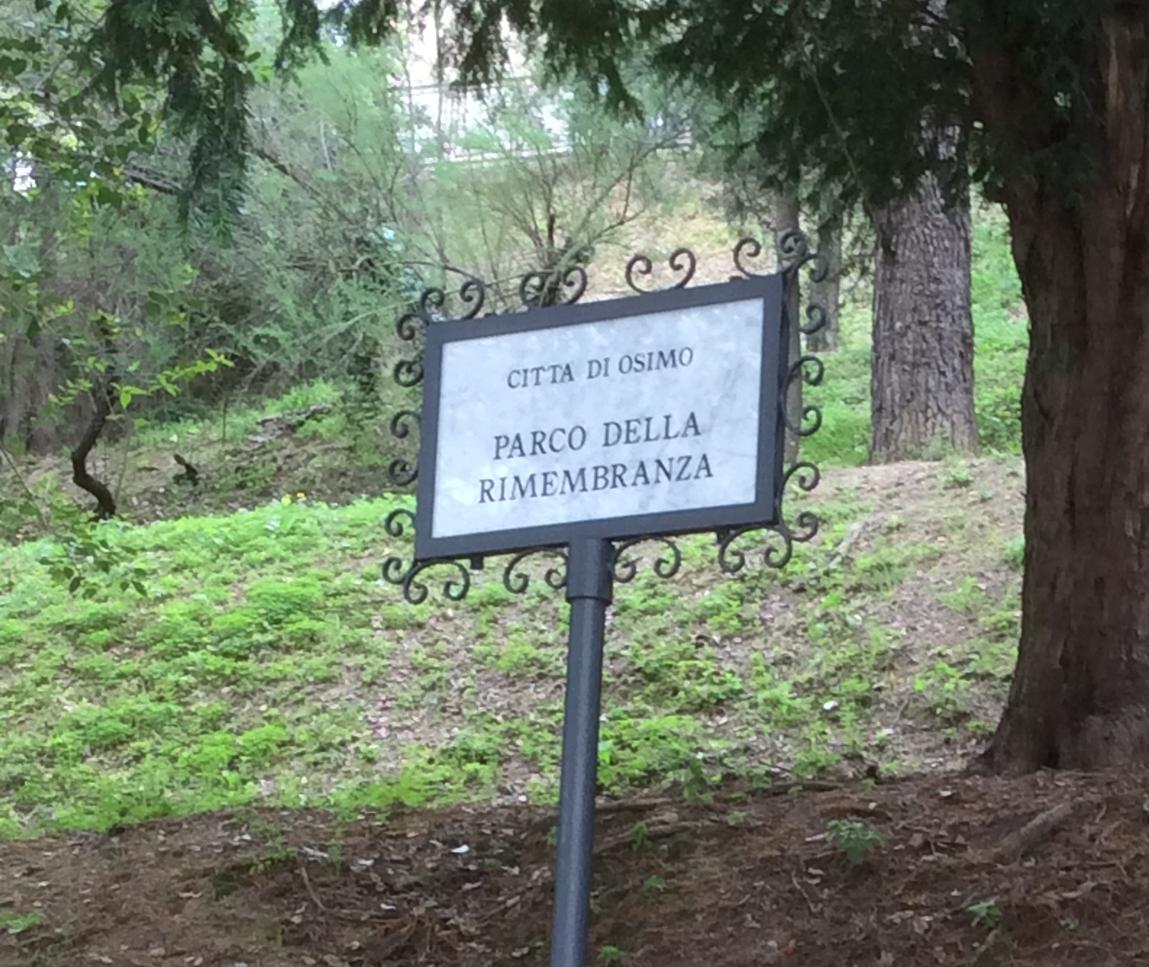 CITTA DI OSIMO
PARCO DELLA
RIMEMBRANZA